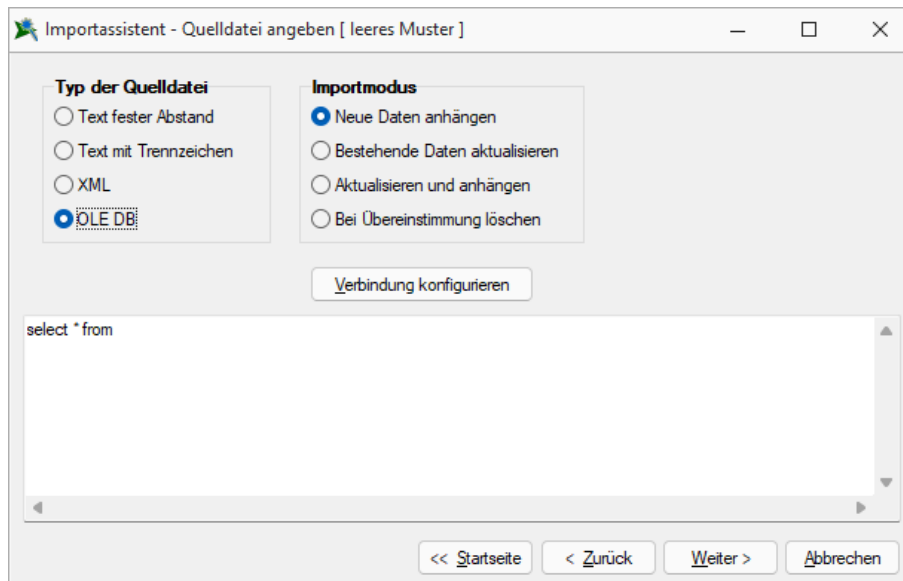 Importassistent - Quelldatei angeben [ leeres Muster ]
Typ der Quelldatei
Text fester Abstand
Text mit Trennzeichen
XML
OLE DB
Importmodus
Neue Daten anhängen
Bestehende Daten aktualisieren
Aktualisieren und anhängen
Bei Übereinstimmung löschen
Verbindung konfigurieren
select * from
<< Startseite
< Zurück
Weiter >
Abbrechen